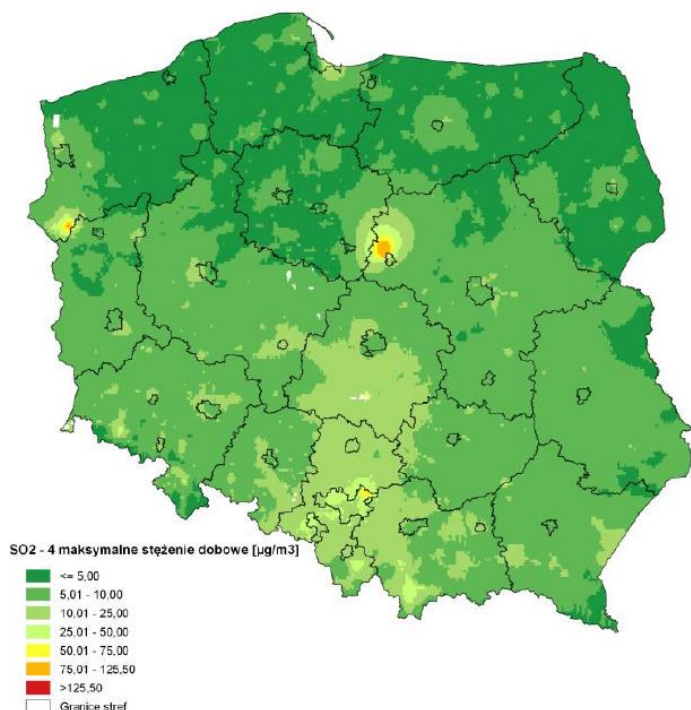 SO2 - 4 maksymalne stężenie dobowe [µg/m3]
<= 5,00
5,01 - 10,00
10,01 - 25,00
25,01 - 50,00
50,01 - 75,00
75,01 - 125,50
>125,50
Granice stref